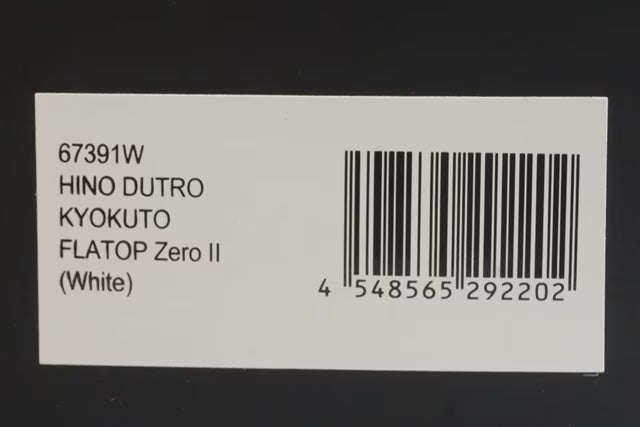 67391W
HINO DUTRO
KYOKUTO
FLATOP Zero II
(White)
4 548565 292202